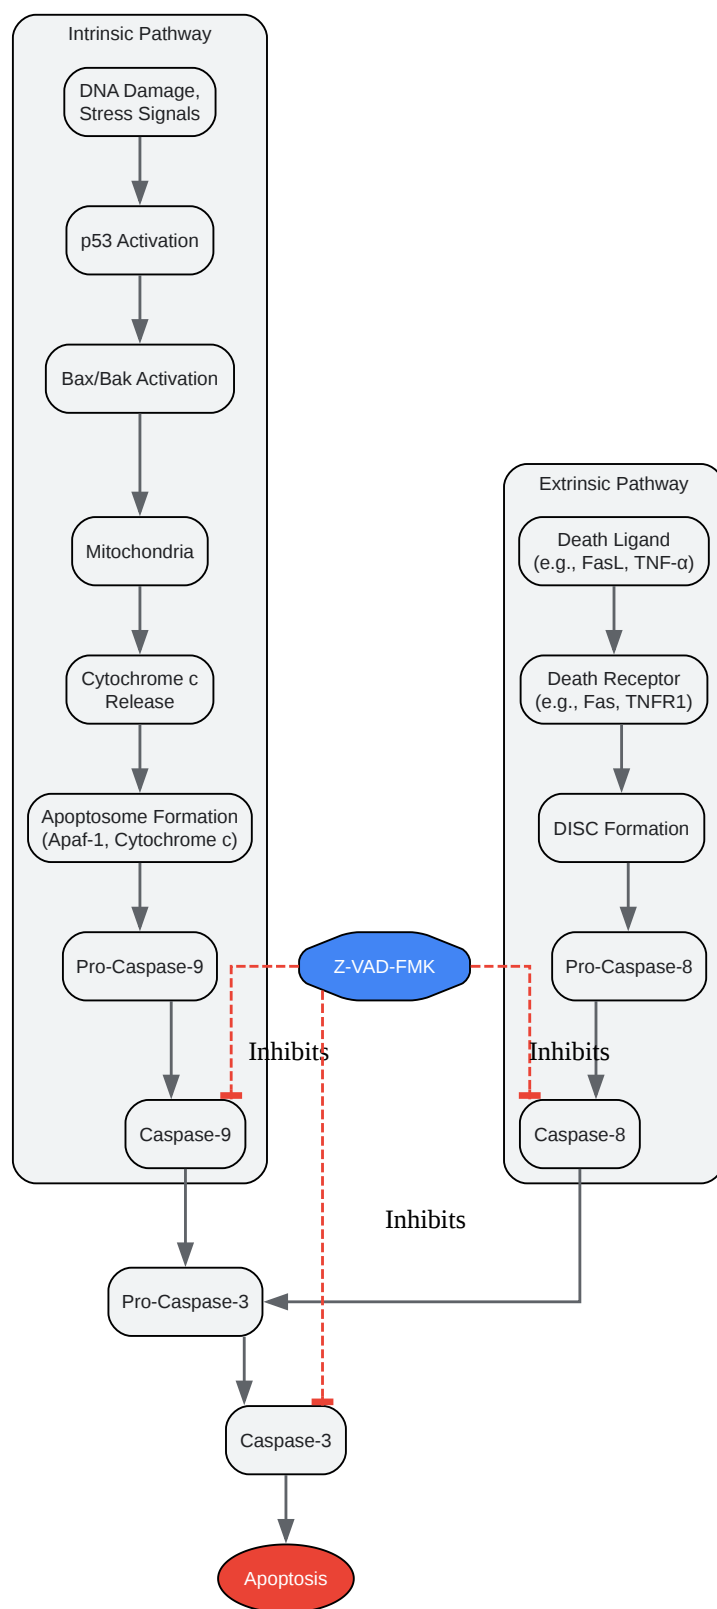 Intrinsic Pathway
DNA Damage,
Stress Signals
p53 Activation
Bax/Bak Activation
Mitochondria
Cytochrome c
Release
Apoptosome Formation
(Apaf-1, Cytochrome c)
Pro-Caspase-9
Caspase-9
Extrinsic Pathway
Death Ligand
(e.g., FasL, TNF-α)
Death Receptor
(e.g., Fas, TNFR1)
DISC Formation
Pro-Caspase-8
Caspase-8
Z-VAD-FMK
Inhibits
Inhibits
Inhibits
Pro-Caspase-3
Caspase-3
Apoptosis